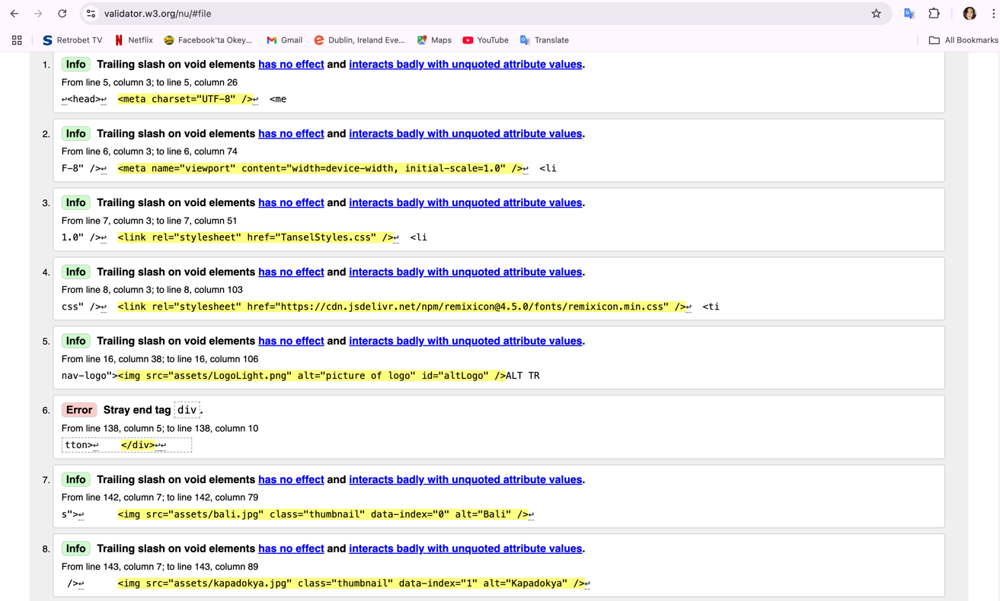 validator.w3.org/nu/#file
Retrobet TV Netflix Facebook'ta Okey... Gmail Dublin, Ireland Eve... Maps YouTube Translate All Bookmarks
1. Info Trailing slash on void elements has no effect and interacts badly with unquoted attribute values.
From line 5, column 3; to line 5, column 26
↩<head>↩  <meta charset="UTF-8" />↩  <me
2. Info Trailing slash on void elements has no effect and interacts badly with unquoted attribute values.
From line 6, column 3; to line 6, column 74
F-8" />↩  <meta name="viewport" content="width=device-width, initial-scale=1.0" />↩  <li
3. Info Trailing slash on void elements has no effect and interacts badly with unquoted attribute values.
From line 7, column 3; to line 7, column 51
1.0" />↩  <link rel="stylesheet" href="TanselStyles.css" />↩  <li
4. Info Trailing slash on void elements has no effect and interacts badly with unquoted attribute values.
From line 8, column 3; to line 8, column 103
css" />↩  <link rel="stylesheet" href="https://cdn.jsdelivr.net/npm/remixicon@4.5.0/fonts/remixicon.min.css" />↩  <ti
5. Info Trailing slash on void elements has no effect and interacts badly with unquoted attribute values.
From line 16, column 38; to line 16, column 106
nav-logo"><img src="assets/LogoLight.png" alt="picture of logo" id="altLogo" />ALT TR
6. Error Stray end tag div.
From line 138, column 5; to line 138, column 10
tton>↩    </div>↩↩
7. Info Trailing slash on void elements has no effect and interacts badly with unquoted attribute values.
From line 142, column 7; to line 142, column 79
s">↩      <img src="assets/bali.jpg" class="thumbnail" data-index="0" alt="Bali" />↩
8. Info Trailing slash on void elements has no effect and interacts badly with unquoted attribute values.
From line 143, column 7; to line 143, column 89
/>↩      <img src="assets/kapadokya.jpg" class="thumbnail" data-index="1" alt="Kapadokya" />↩